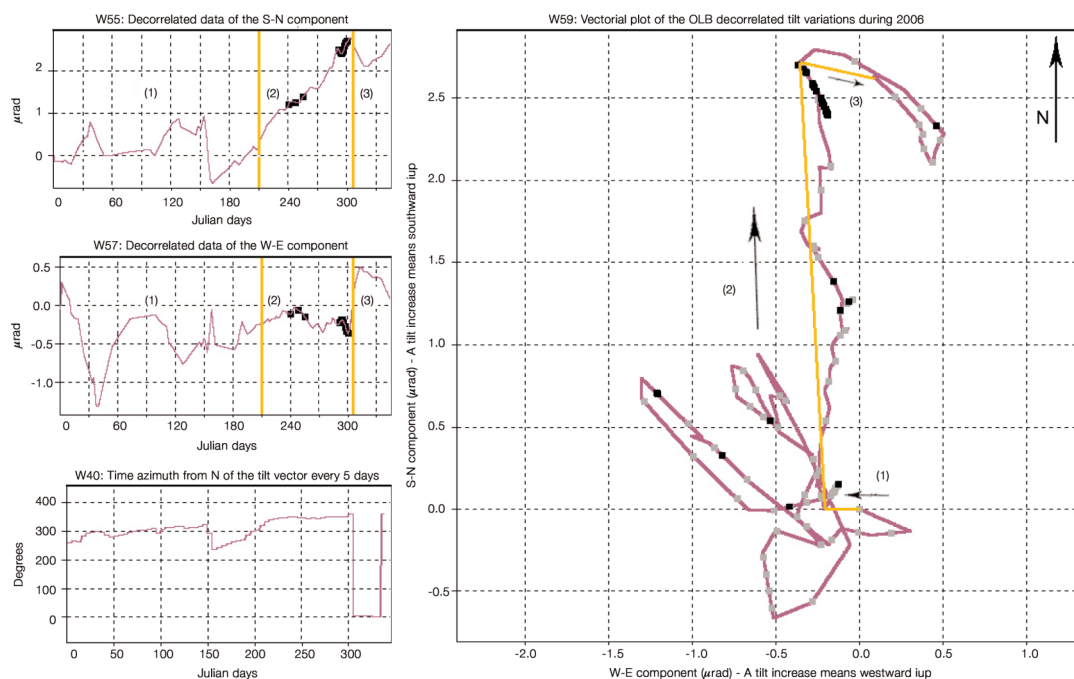 W55: Decorrelated data of the S-N component
2
1
0
µrad
(1)
(2)
(3)
0 60 120 180 240 300
Julian days
W57: Decorrelated data of the W-E component
0.5
0.0
-0.5
-1.0
µrad
(1)
(2)
(3)
0 60 120 180 240 300
Julian days
W40: Time azimuth from N of the tilt vector every 5 days
400
300
200
100
0
Degrees
0 50 100 150 200 250 300 350
Julian days
W59: Vectorial plot of the OLB decorrelated tilt variations during 2006
S-N component (µrad) - A tilt increase means southward iup
2.5
2.0
1.5
1.0
0.5
0.0
-0.5
N
(3)
(2)
(1)
-2.0 -1.0 -0.5 0.0 0.5 1.0
W-E component (µrad) - A tilt increase means westward iup